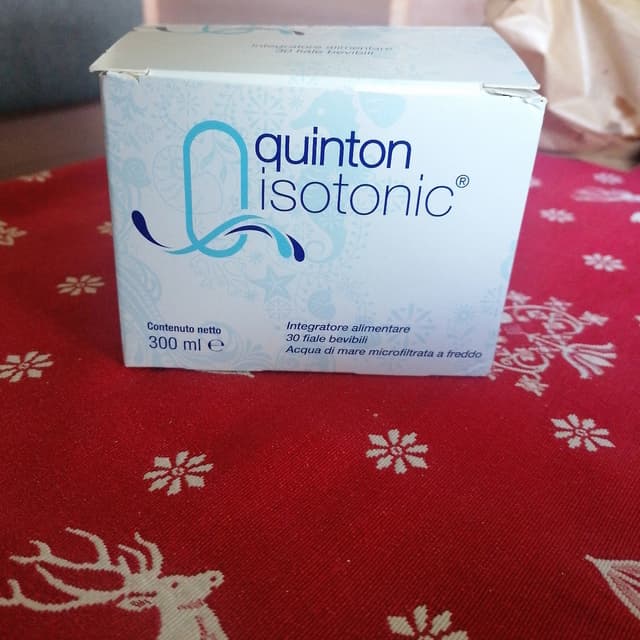 Integratore alimentare
30 fiale bevibili
quinton
isotonic®
Contenuto netto
300 ml ℮
Integratore alimentare
30 fiale bevibili
Acqua di mare microfiltrata a freddo